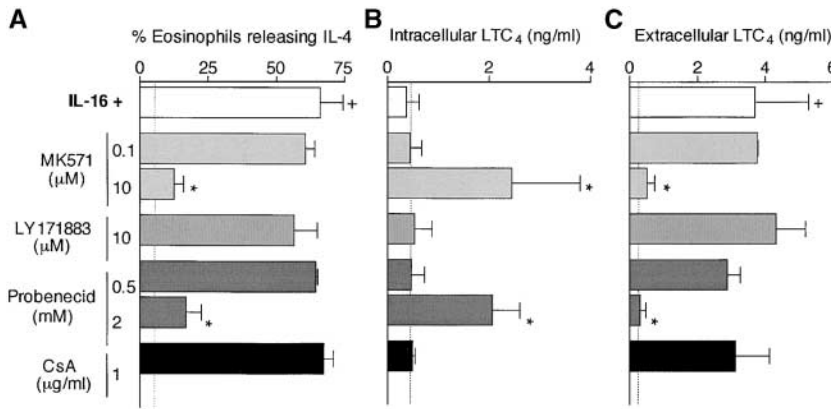 A B C
% Eosinophils releasing IL-4 Intracellular LTC4 (ng/ml) Extracellular LTC4 (ng/ml)
0 25 50 75 0 2 4 0 2 4 6
IL-16 + + +
0.1
MK571
(µM)
10 * * *
LY171883
(µM) 10
0.5
Probenecid
(mM)
2 * * *
CsA
(µg/ml) 1